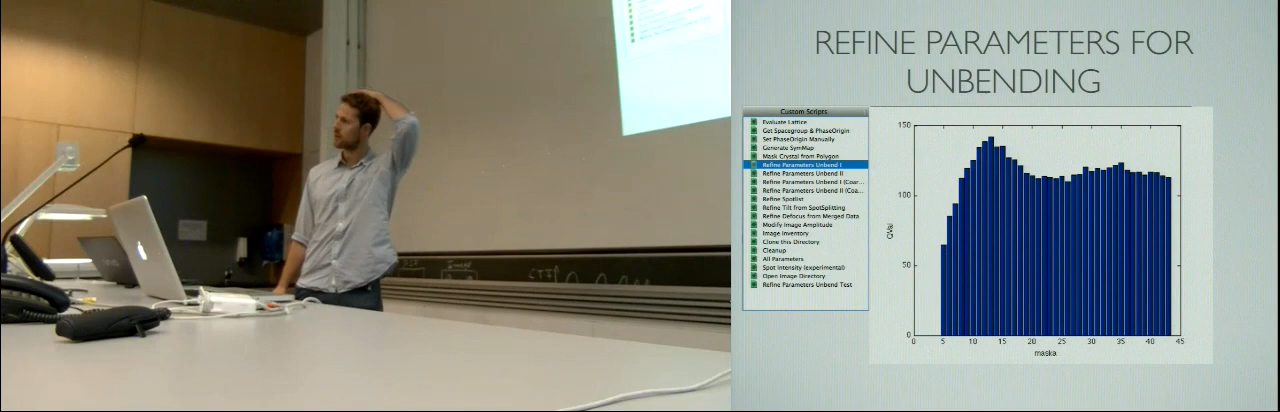 REFINE PARAMETERS FOR
UNBENDING
Custom Scripts
Evaluate Lattice
Get Spacegroup & PhaseOrigin
Set PhaseOrigin Manually
Generate SymMap
Mask Crystal from Polygon
Refine Parameters Unbend I
Refine Parameters Unbend II
Refine Parameters Unbend I (Coar...
Refine Parameters Unbend II (Coa...
Refine Spotlist
Refine Tilt from SpotSplitting
Refine Defocus from Merged Data
Modify Image Amplitude
Image Inventory
Clone this Directory
Cleanup
All Parameters
Spot Intensity (experimental)
Open Image Directory
Refine Parameters Unbend Test
150
100
50
0
QVal
0 5 10 15 20 25 30 35 40 45
maska